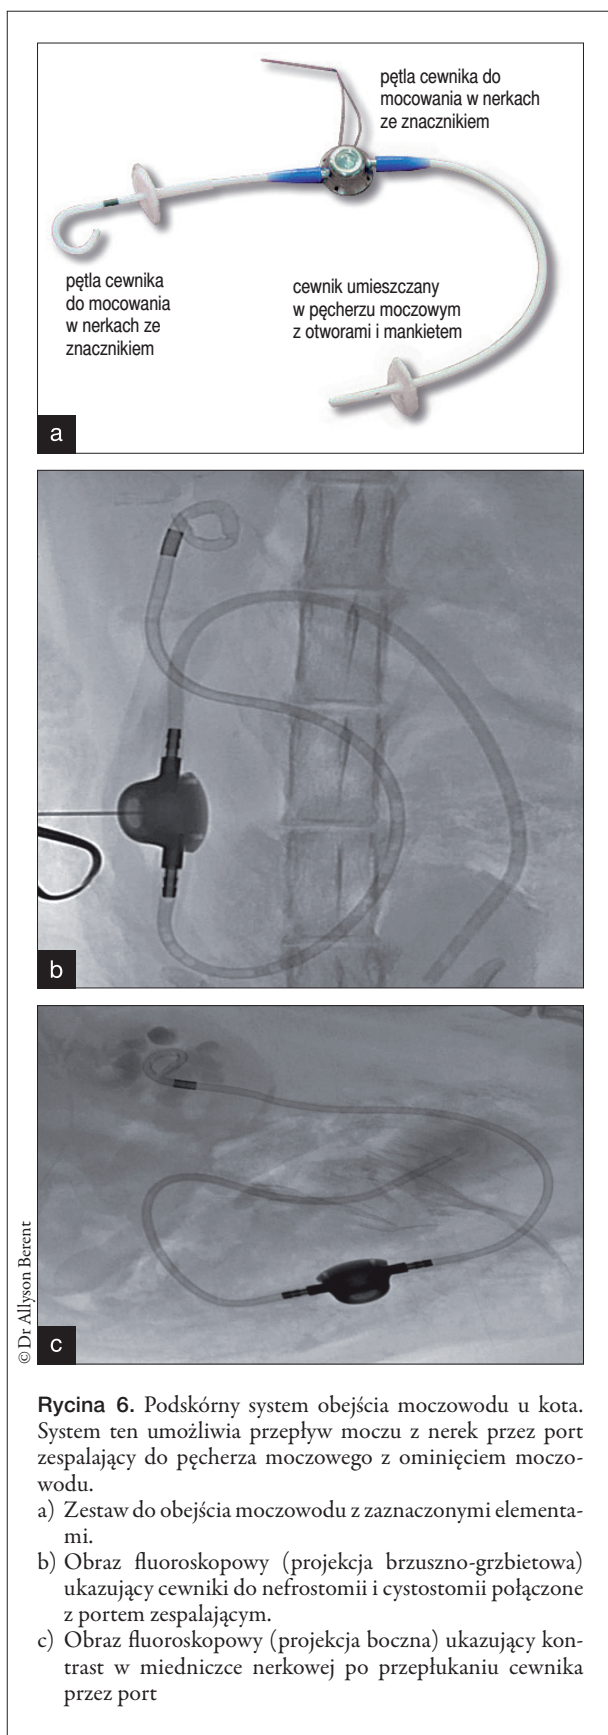 pętla cewnika do
mocowania w nerkach
ze znacznikiem
pętla cewnika
do mocowania
w nerkach ze
znacznikiem
cewnik umieszczany
w pęcherzu moczowym
z otworami i mankietem
a
b
c
© Dr Allyson Berent
Rycina 6. Podskórny system obejścia moczowodu u kota.
System ten umożliwia przepływ moczu z nerek przez port
zespalający do pęcherza moczowego z ominięciem moczo-
wodu.
a) Zestaw do obejścia moczowodu z zaznaczonymi elementa-
mi.
b) Obraz fluoroskopowy (projekcja brzuszno-grzbietowa)
ukazujący cewniki do nefrostomii i cystostomii połączone
z portem zespalającym.
c) Obraz fluoroskopowy (projekcja boczna) ukazujący kon-
trast w miedniczce nerkowej po przepłukaniu cewnika
przez port